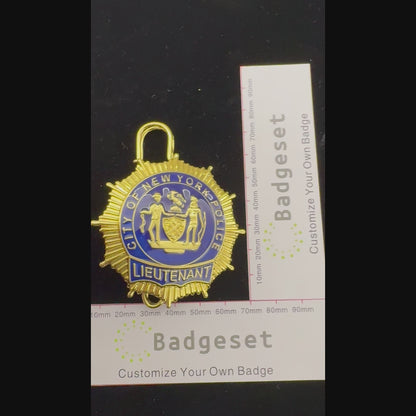 CITY OF NEW YORK POLICE
LIEUTENANT
10mm 20mm 30mm 40mm 50mm 60mm 70mm 80mm 90mm
Badgeset
Customize Your Own Badge
10mm 20mm 30mm 40mm 50mm 60mm 70mm 80mm 90mm
Badgeset
Customize Your Own Badge